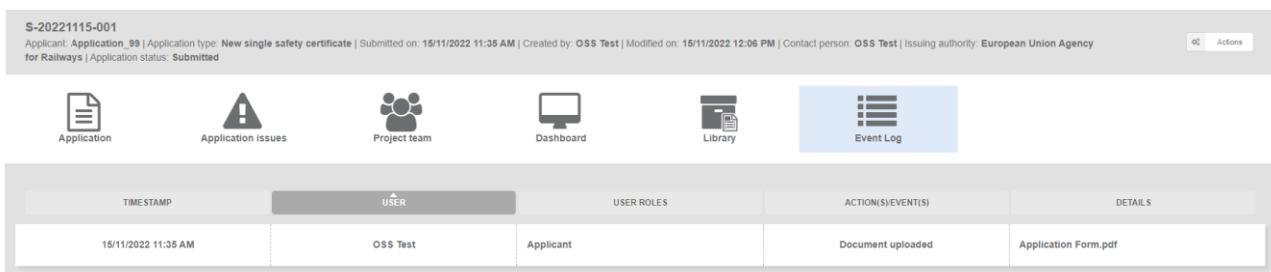 S-20221115-001
Applicant: Application_99 | Application type: New single safety certificate | Submitted on: 15/11/2022 11:35 AM | Created by: OSS Test | Modified on: 15/11/2022 12:06 PM | Contact person: OSS Test | Issuing authority: European Union Agency
for Railways | Application status: Submitted
Actions
Application
Application issues
Project team
Dashboard
Library
Event Log
TIMESTAMP
USER
USER ROLES
ACTION(S)/EVENT(S)
DETAILS
15/11/2022 11:35 AM
OSS Test
Applicant
Document uploaded
Application Form.pdf